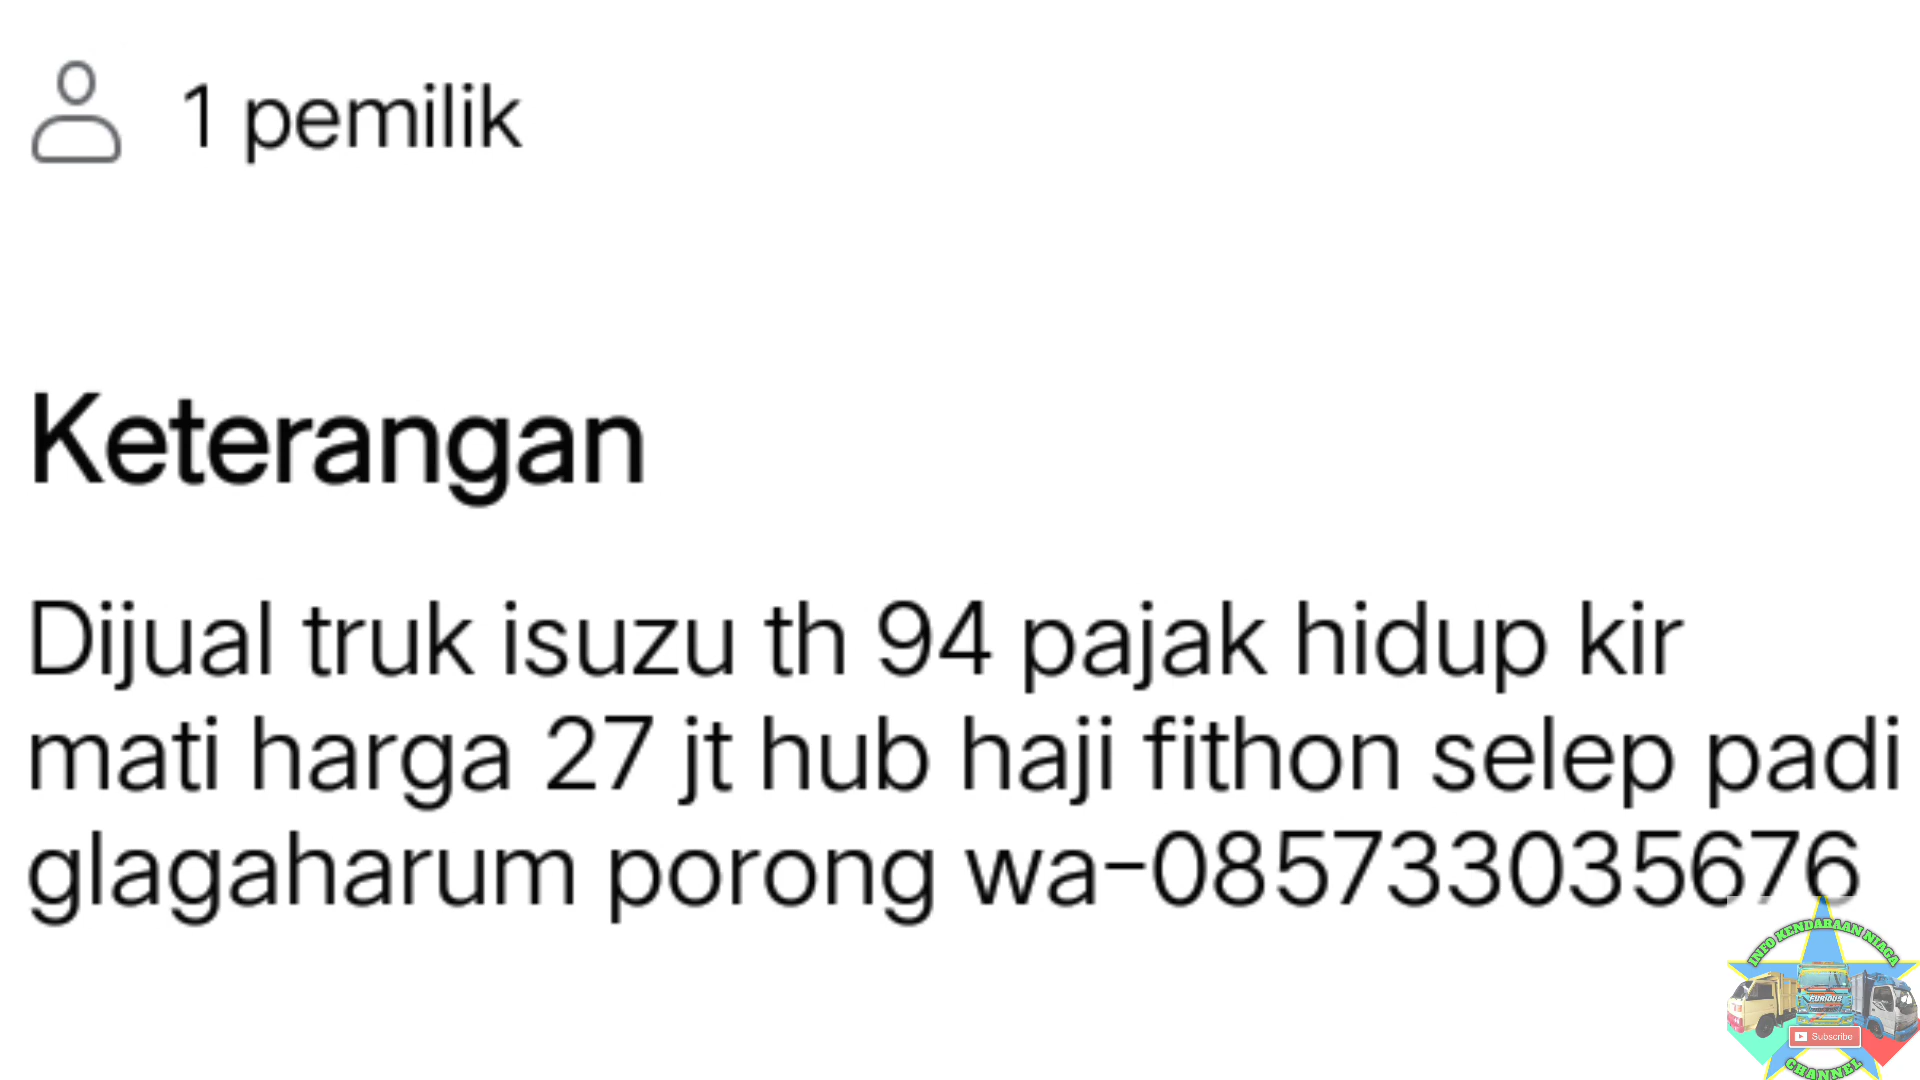 1 pemilik
Keterangan
Dijual truk isuzu th 94 pajak hidup kir
mati harga 27 jt hub haji fithon selep padi
glagaharum porong wa-085733035676
INFO KENDARAAN NIAGA
FURIOUS
Subscribe
CHANNEL